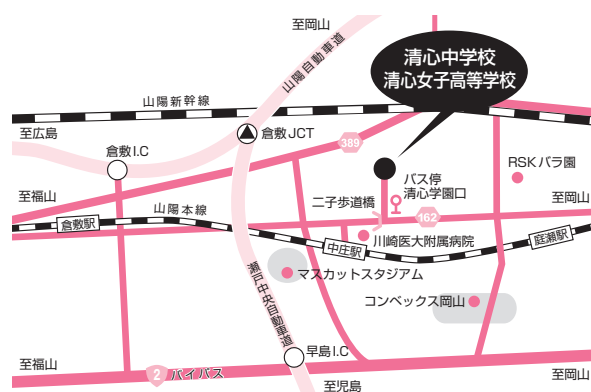 至岡山
清心中学校
清心女子高等学校
山陽自動車道
山陽新幹線
至広島
倉敷JCT
389
倉敷I.C
バス停
清心学園口
RSKバラ園
至福山
二子歩道橋
至岡山
山陽本線
162
倉敷駅
川崎医大附属病院
中庄駅
庭瀬駅
瀬戸中央自動車道
マスカットスタジアム
コンベックス岡山
早島I.C
至福山
2
バイパス
至岡山
至児島